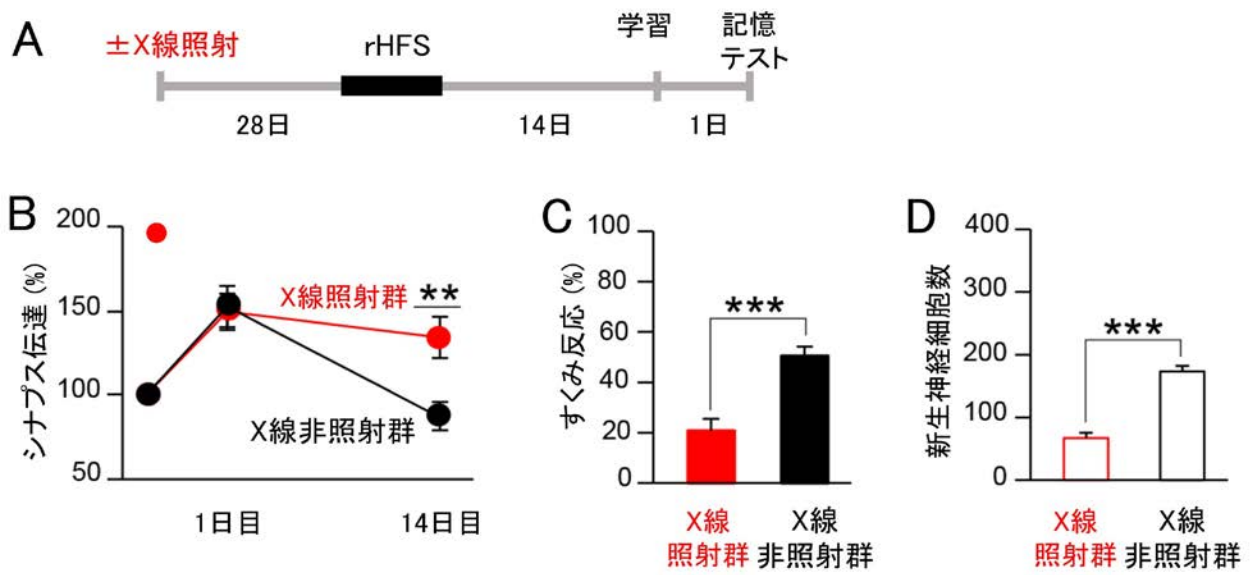 A
±X線照射
rHFS
学習
記憶
テスト
28日
14日
1日
B
シナプス伝達 (%)
200
150
100
50
X線照射群
**
X線非照射群
1日目
14日目
C
すくみ反応 (%)
100
80
60
40
20
0
***
X線
照射群
X線
非照射群
D
新生神経細胞数
400
300
200
100
0
***
X線
照射群
X線
非照射群